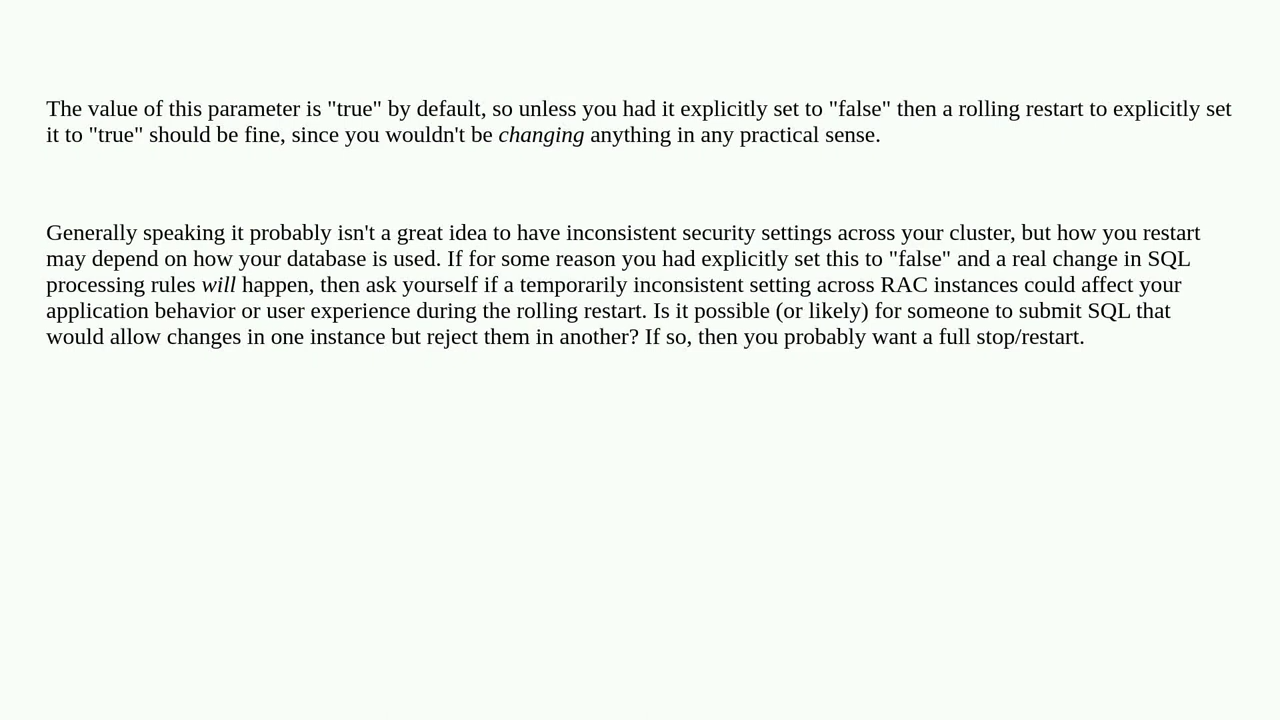 The value of this parameter is "true" by default, so unless you had it explicitly set to "false" then a rolling restart to explicitly set
it to "true" should be fine, since you wouldn't be changing anything in any practical sense.
Generally speaking it probably isn't a great idea to have inconsistent security settings across your cluster, but how you restart
may depend on how your database is used. If for some reason you had explicitly set this to "false" and a real change in SQL
processing rules will happen, then ask yourself if a temporarily inconsistent setting across RAC instances could affect your
application behavior or user experience during the rolling restart. Is it possible (or likely) for someone to submit SQL that
would allow changes in one instance but reject them in another? If so, then you probably want a full stop/restart.